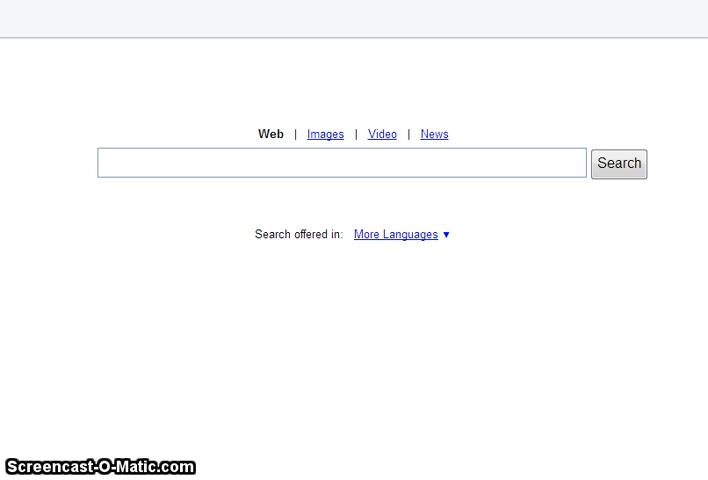 Web | Images | Video | News
Search
Search offered in: More Languages ▼
Screencast-O-Matic.com